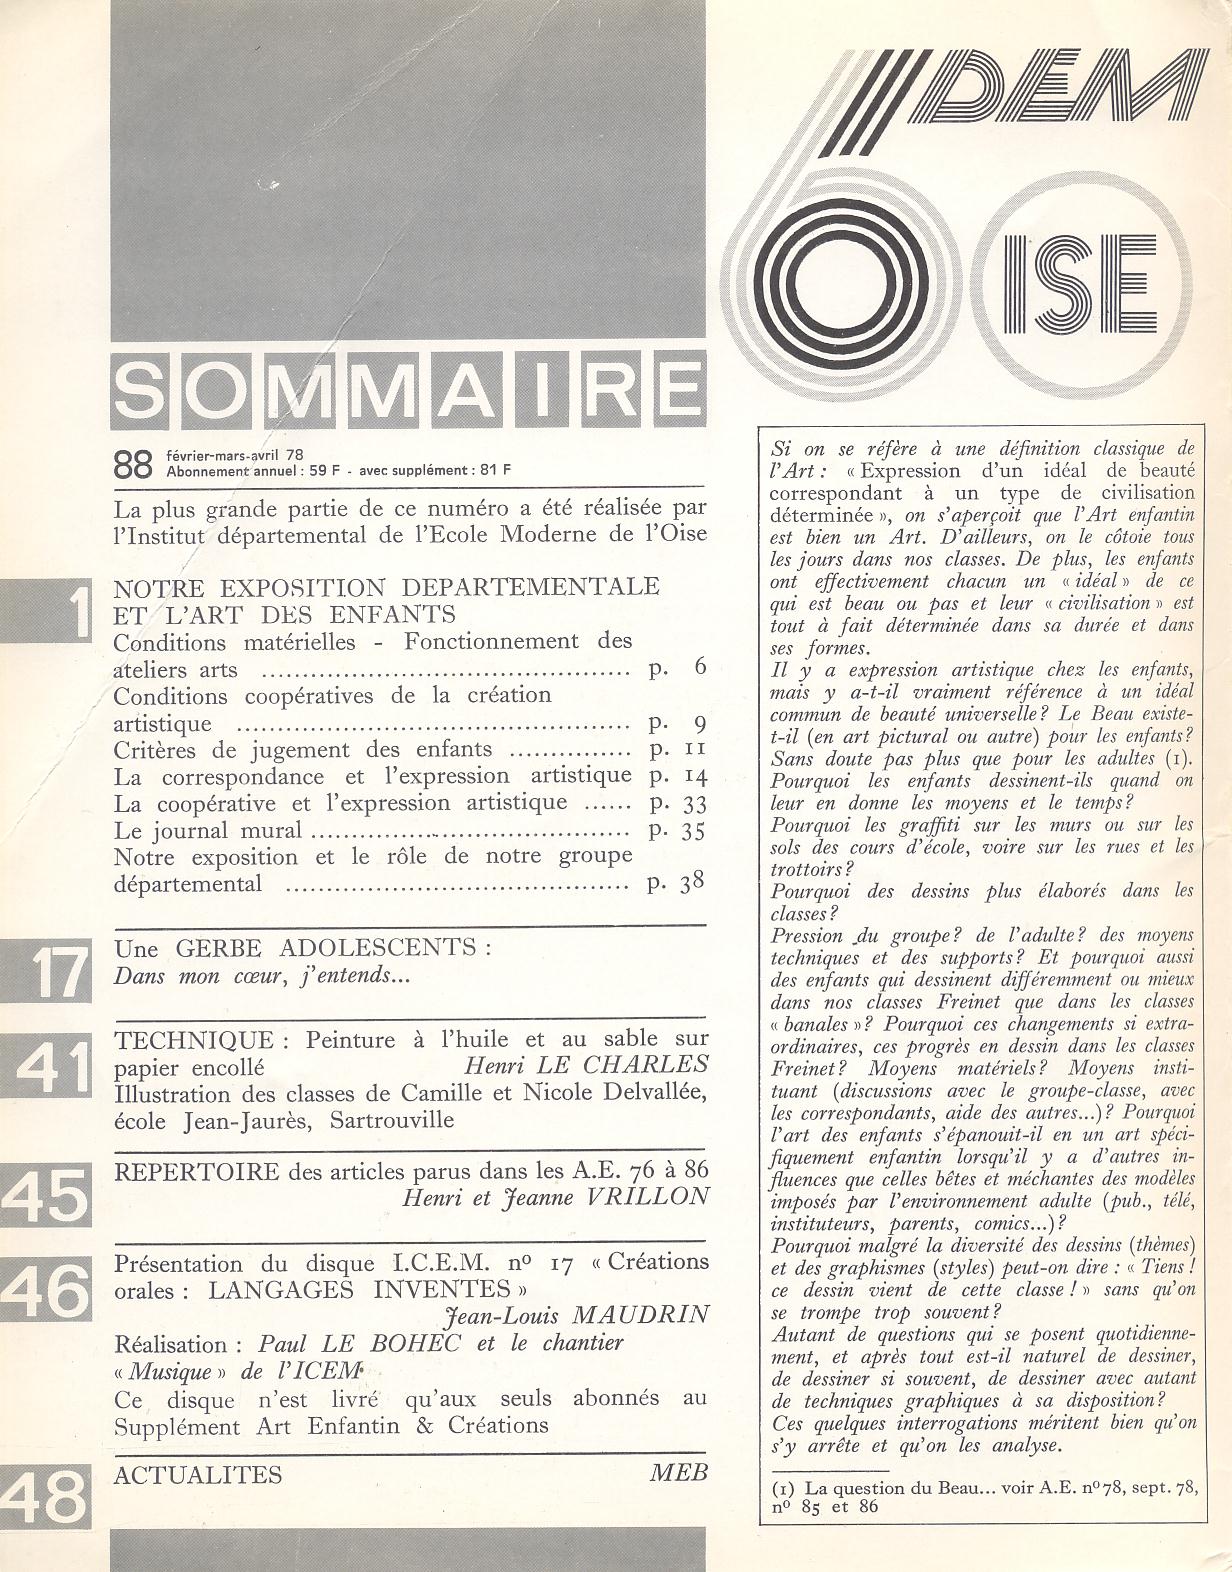 SOMMAIRE
88 février-mars-avril 78
Abonnement annuel : 59 F - avec supplément : 81 F
La plus grande partie de ce numéro a été réalisée par
l'Institut départemental de l'Ecole Moderne de l'Oise
1
NOTRE EXPOSITION DEPARTEMENTALE
ET L'ART DES ENFANTS
Conditions matérielles - Fonctionnement des
ateliers arts ........................................ p. 6
Conditions coopératives de la création
artistique ........................................... p. 9
Critères de jugement des enfants ............... p. 11
La correspondance et l'expression artistique p. 14
La coopérative et l'expression artistique ...... p. 33
Le journal mural ................................... p. 35
Notre exposition et le rôle de notre groupe
départemental ...................................... p. 38
17
Une GERBE ADOLESCENTS :
Dans mon cœur, j'entends...
41
TECHNIQUE : Peinture à l'huile et au sable sur
papier encollé Henri LE CHARLES
Illustration des classes de Camille et Nicole Delvallée,
école Jean-Jaurès, Sartrouville
45
REPERTOIRE des articles parus dans les A.E. 76 à 86
Henri et Jeanne VRILLON
46
Présentation du disque I.C.E.M. nº 17 « Créations
orales : LANGAGES INVENTES »
Jean-Louis MAUDRIN
Réalisation : Paul LE BOHEC et le chantier
« Musique » de l'ICEM
Ce disque n'est livré qu'aux seuls abonnés au
Supplément Art Enfantin & Créations
48
ACTUALITES MEB
IDEM
60 ISE
Si on se réfère à une définition classique de
l'Art : « Expression d'un idéal de beauté
correspondant à un type de civilisation
déterminée », on s'aperçoit que l'Art enfantin
est bien un Art. D'ailleurs, on le côtoie tous
les jours dans nos classes. De plus, les enfants
ont effectivement chacun un « idéal » de ce
qui est beau ou pas et leur « civilisation » est
tout à fait déterminée dans sa durée et dans
ses formes.
Il y a expression artistique chez les enfants,
mais y a-t-il vraiment référence à un idéal
commun de beauté universelle? Le Beau existe-
t-il (en art pictural ou autre) pour les enfants?
Sans doute pas plus que pour les adultes (1).
Pourquoi les enfants dessinent-ils quand on
leur en donne les moyens et le temps?
Pourquoi les graffiti sur les murs ou sur les
sols des cours d'école, voire sur les rues et les
trottoirs?
Pourquoi des dessins plus élaborés dans les
classes?
Pression du groupe? de l'adulte? des moyens
techniques et des supports? Et pourquoi aussi
des enfants qui dessinent différemment ou mieux
dans nos classes Freinet que dans les classes
« banales »? Pourquoi ces changements si extra-
ordinaires, ces progrès en dessin dans les classes
Freinet? Moyens matériels? Moyens insti-
tuant (discussions avec le groupe-classe, avec
les correspondants, aide des autres...)? Pourquoi
l'art des enfants s'épanouit-il en un art spéci-
fiquement enfantin lorsqu'il y a d'autres in-
fluences que celles bêtes et méchantes des modèles
imposés par l'environnement adulte (pub., télé,
instituteurs, parents, comics...)?
Pourquoi malgré la diversité des dessins (thèmes)
et des graphismes (styles) peut-on dire : « Tiens !
ce dessin vient de cette classe ! » sans qu'on
se trompe trop souvent?
Autant de questions qui se posent quotidienne-
ment, et après tout est-il naturel de dessiner,
de dessiner si souvent, de dessiner avec autant
de techniques graphiques à sa disposition?
Ces quelques interrogations méritent bien qu'on
s'y arrête et qu'on les analyse.
(1) La question du Beau... voir A.E. nº 78, sept. 78,
nº 85 et 86